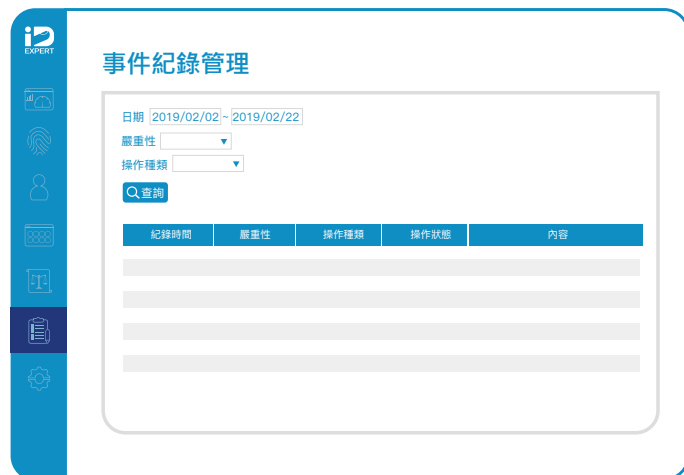 iD
EXPERT
事件紀錄管理
日期 2019/02/02 ~ 2019/02/22
嚴重性
操作種類
查詢
紀錄時間 嚴重性 操作種類 操作狀態 內容